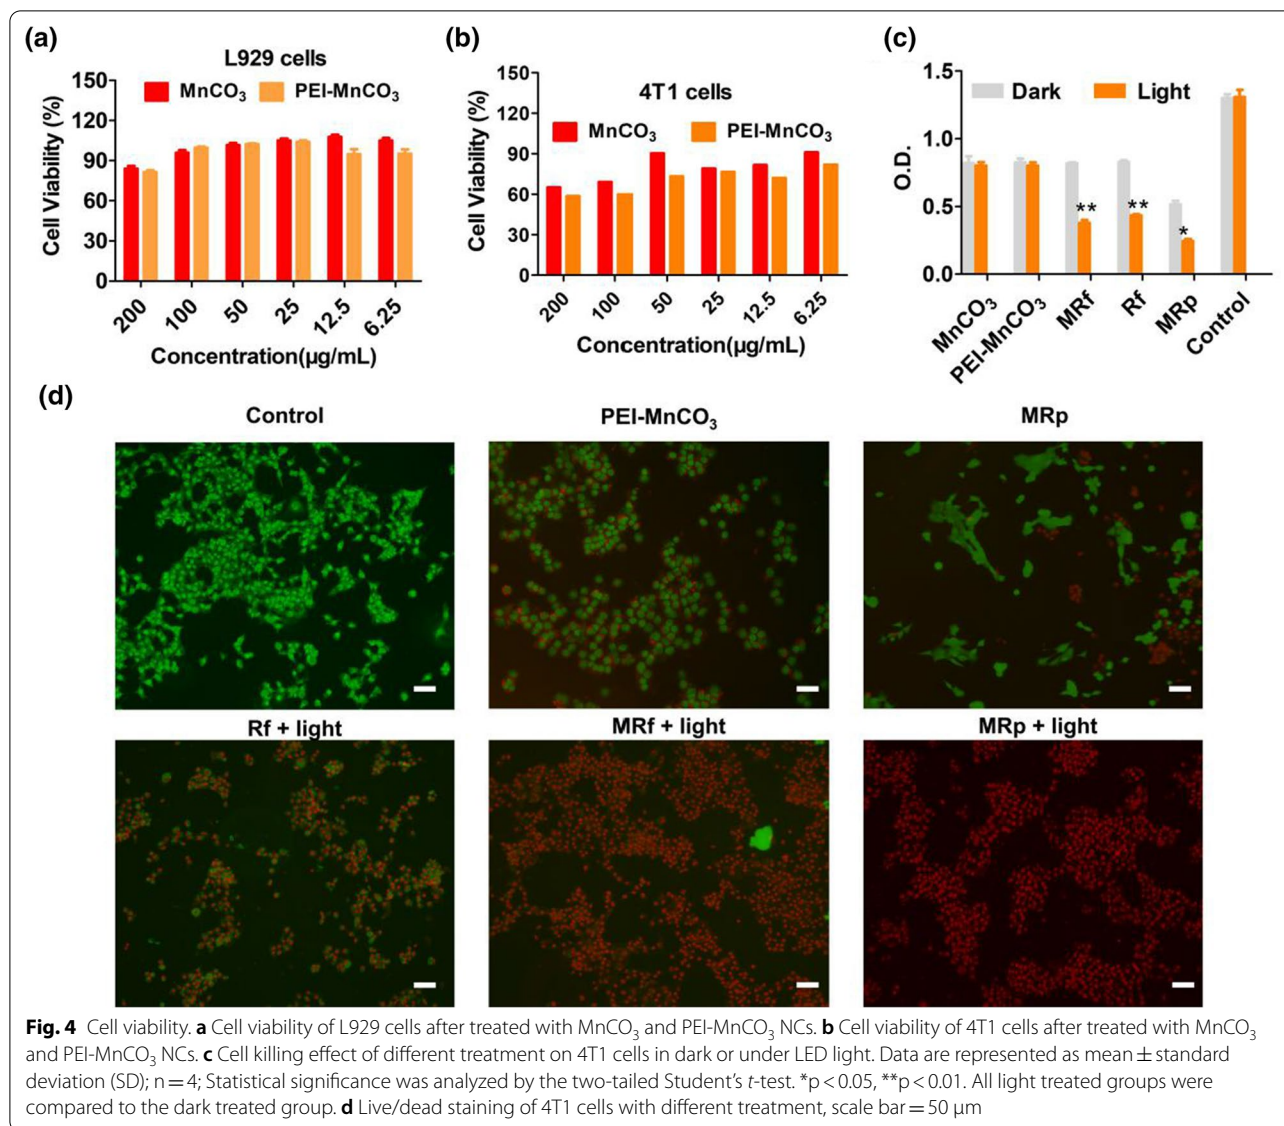 (a)
L929 cells
MnCO₃ PEI-MnCO₃
Cell Viability (%)
150
120
90
60
30
0
200 100 50 25 12.5 6.25
Concentration(µg/mL)
(b)
4T1 cells
MnCO₃ PEI-MnCO₃
Cell Viability (%)
150
120
90
60
30
0
200 100 50 25 12.5 6.25
Concentration(µg/mL)
(c)
Dark Light
O.D.
1.5
1.0
0.5
0.0
** ** *
MnCO₃ PEI-MnCO₃ MRf Rf MRp Control
(d)
Control PEI-MnCO₃ MRp
Rf + light MRf + light MRp + light
Fig. 4 Cell viability. a Cell viability of L929 cells after treated with MnCO₃ and PEI-MnCO₃ NCs. b Cell viability of 4T1 cells after treated with MnCO₃
and PEI-MnCO₃ NCs. c Cell killing effect of different treatment on 4T1 cells in dark or under LED light. Data are represented as mean ± standard
deviation (SD); n = 4; Statistical significance was analyzed by the two-tailed Student's t-test. *p < 0.05, **p < 0.01. All light treated groups were
compared to the dark treated group. d Live/dead staining of 4T1 cells with different treatment, scale bar = 50 µm